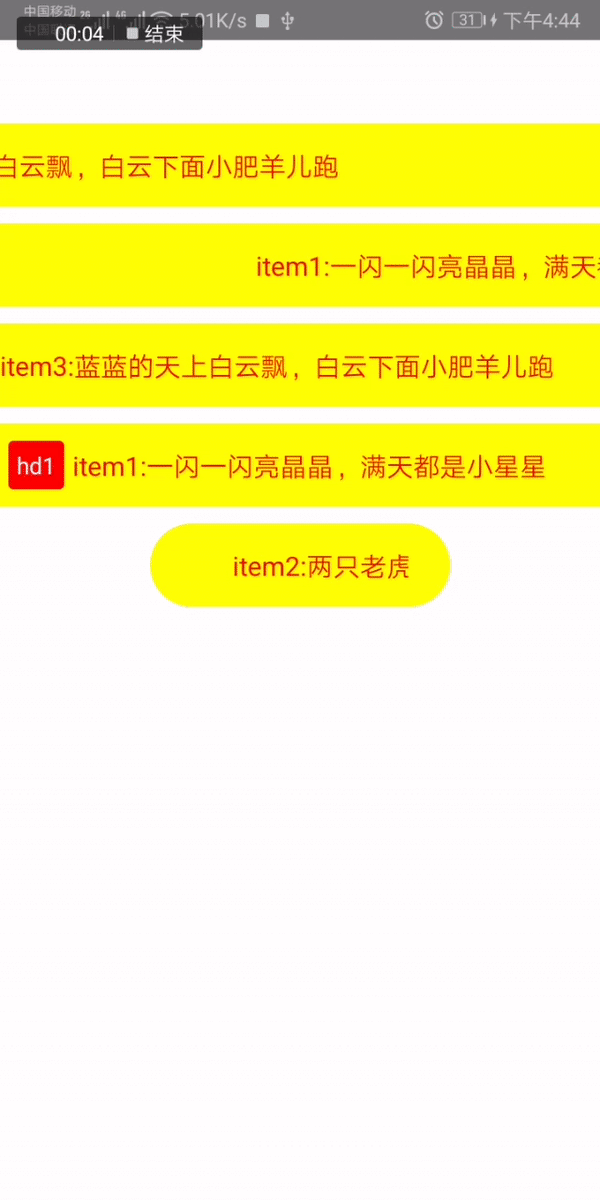 中国移动 2G 4G 5.01K/s 31 下午4:44
00:04 结束
白云飘，白云下面小肥羊儿跑
item1:一闪一闪亮晶晶，满天
item3:蓝蓝的天上白云飘，白云下面小肥羊儿跑
hd1 item1:一闪一闪亮晶晶，满天都是小星星
item2:两只老虎